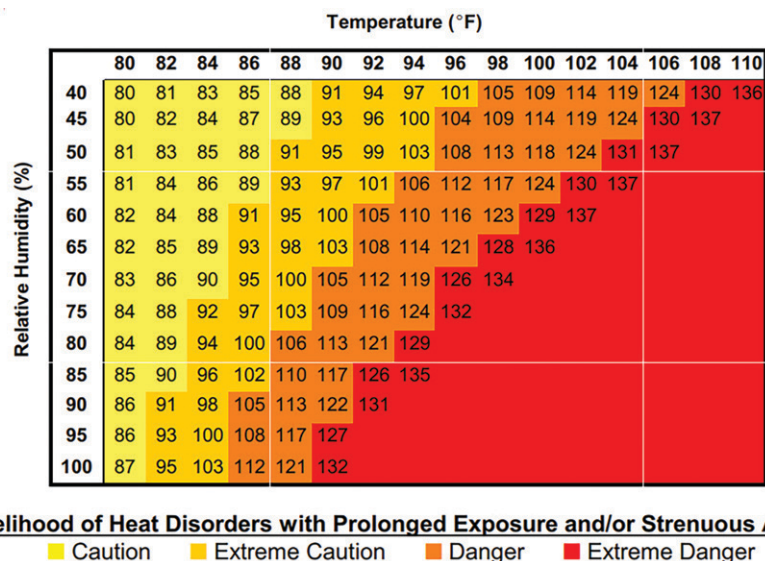 Temperature (°F)
80 82 84 86 88 90 92 94 96 98 100 102 104 106 108 110
Relative Humidity (%)
40 80 81 83 85 88 91 94 97 101 105 109 114 119 124 130 136
45 80 82 84 87 89 93 96 100 104 109 114 119 124 130 137
50 81 83 85 88 91 95 99 103 108 113 118 124 131 137
55 81 84 86 89 93 97 101 106 112 117 124 130 137
60 82 84 88 91 95 100 105 110 116 123 129 137
65 82 85 89 93 98 103 108 114 121 128 136
70 83 86 90 95 100 105 112 119 126 134
75 84 88 92 97 103 109 116 124 132
80 84 89 94 100 106 113 121 129
85 85 90 96 102 110 117 126 135
90 86 91 98 105 113 122 131
95 86 93 100 108 117 127
100 87 95 103 112 121 132
elihood of Heat Disorders with Prolonged Exposure and/or Strenuous A
Caution Extreme Caution Danger Extreme Danger